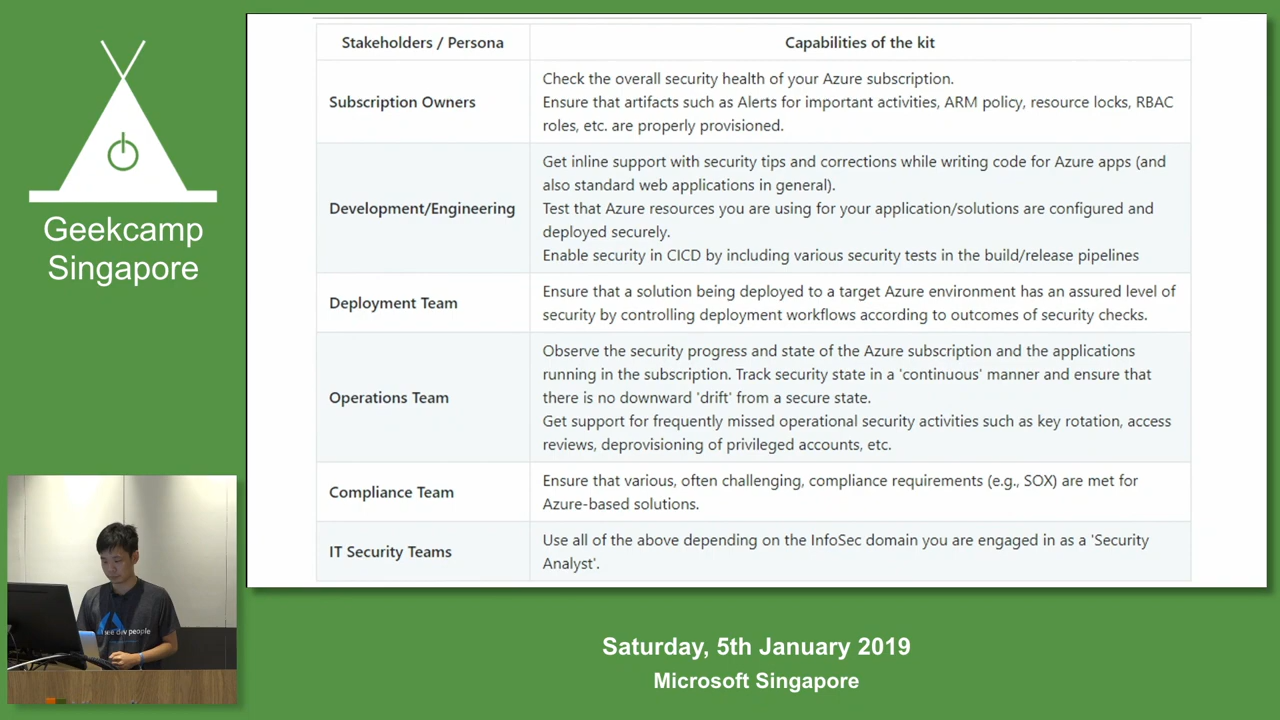 Geekcamp
Singapore
Stakeholders / Persona
Capabilities of the kit
Subscription Owners
Check the overall security health of your Azure subscription.
Ensure that artifacts such as Alerts for important activities, ARM policy, resource locks, RBAC
roles, etc. are properly provisioned.
Development/Engineering
Get inline support with security tips and corrections while writing code for Azure apps (and
also standard web applications in general).
Test that Azure resources you are using for your application/solutions are configured and
deployed securely.
Enable security in CICD by including various security tests in the build/release pipelines
Deployment Team
Ensure that a solution being deployed to a target Azure environment has an assured level of
security by controlling deployment workflows according to outcomes of security checks.
Operations Team
Observe the security progress and state of the Azure subscription and the applications
running in the subscription. Track security state in a 'continuous' manner and ensure that
there is no downward 'drift' from a secure state.
Get support for frequently missed operational security activities such as key rotation, access
reviews, deprovisioning of privileged accounts, etc.
Compliance Team
Ensure that various, often challenging, compliance requirements (e.g., SOX) are met for
Azure-based solutions.
IT Security Teams
Use all of the above depending on the InfoSec domain you are engaged in as a 'Security
Analyst'.
see dev people
Saturday, 5th January 2019
Microsoft Singapore